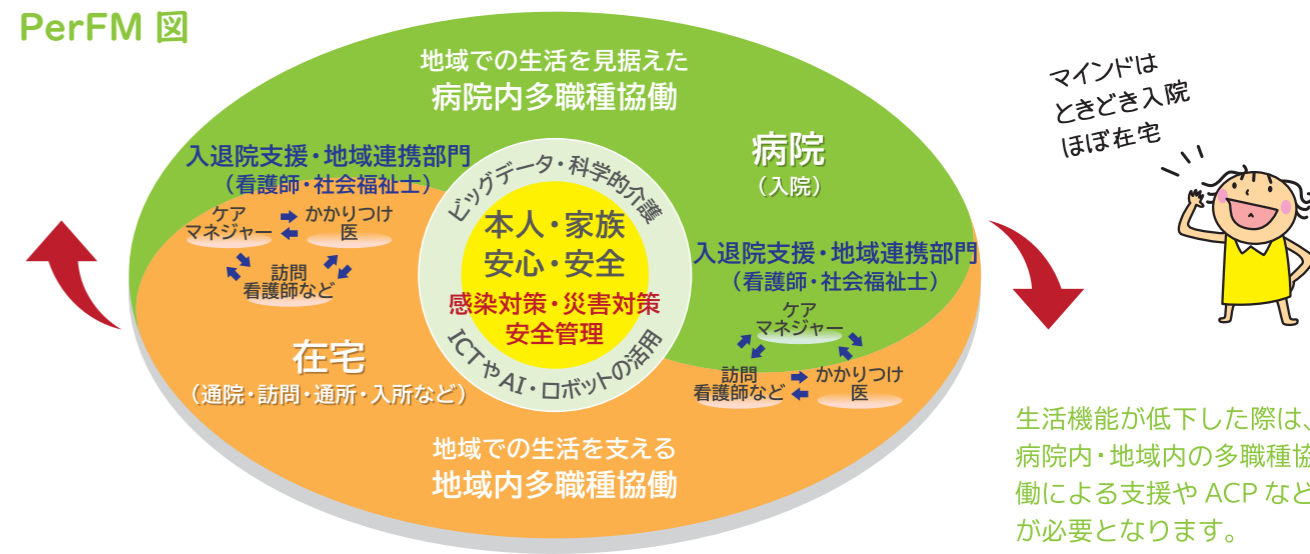 PerFM 図
地域での生活を見据えた
病院内多職種協働
マインドは
ときどき入院
ほぼ在宅
入退院支援・地域連携部門
（看護師・社会福祉士）
ケア
マネジャー
かかりつけ
医
訪問
看護師など
ビッグデータ・科学的介護
本人・家族
安心・安全
感染対策・災害対策
安全管理
ICTやAI・ロボットの活用
病院
（入院）
入退院支援・地域連携部門
（看護師・社会福祉士）
ケア
マネジャー
訪問
看護師など
かかりつけ
医
在宅
（通院・訪問・通所・入所など）
地域での生活を支える
地域内多職種協働
生活機能が低下した際は、
病院内・地域内の多職種協
働による支援や ACP など
が必要となります。